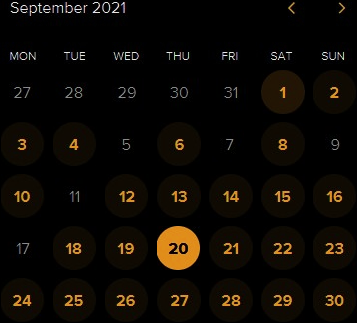 September 2021
MON TUE WED THU FRI SAT SUN
27 28 29 30 31 1 2
3 4 5 6 7 8 9
10 11 12 13 14 15 16
17 18 19 20 21 22 23
24 25 26 27 28 29 30